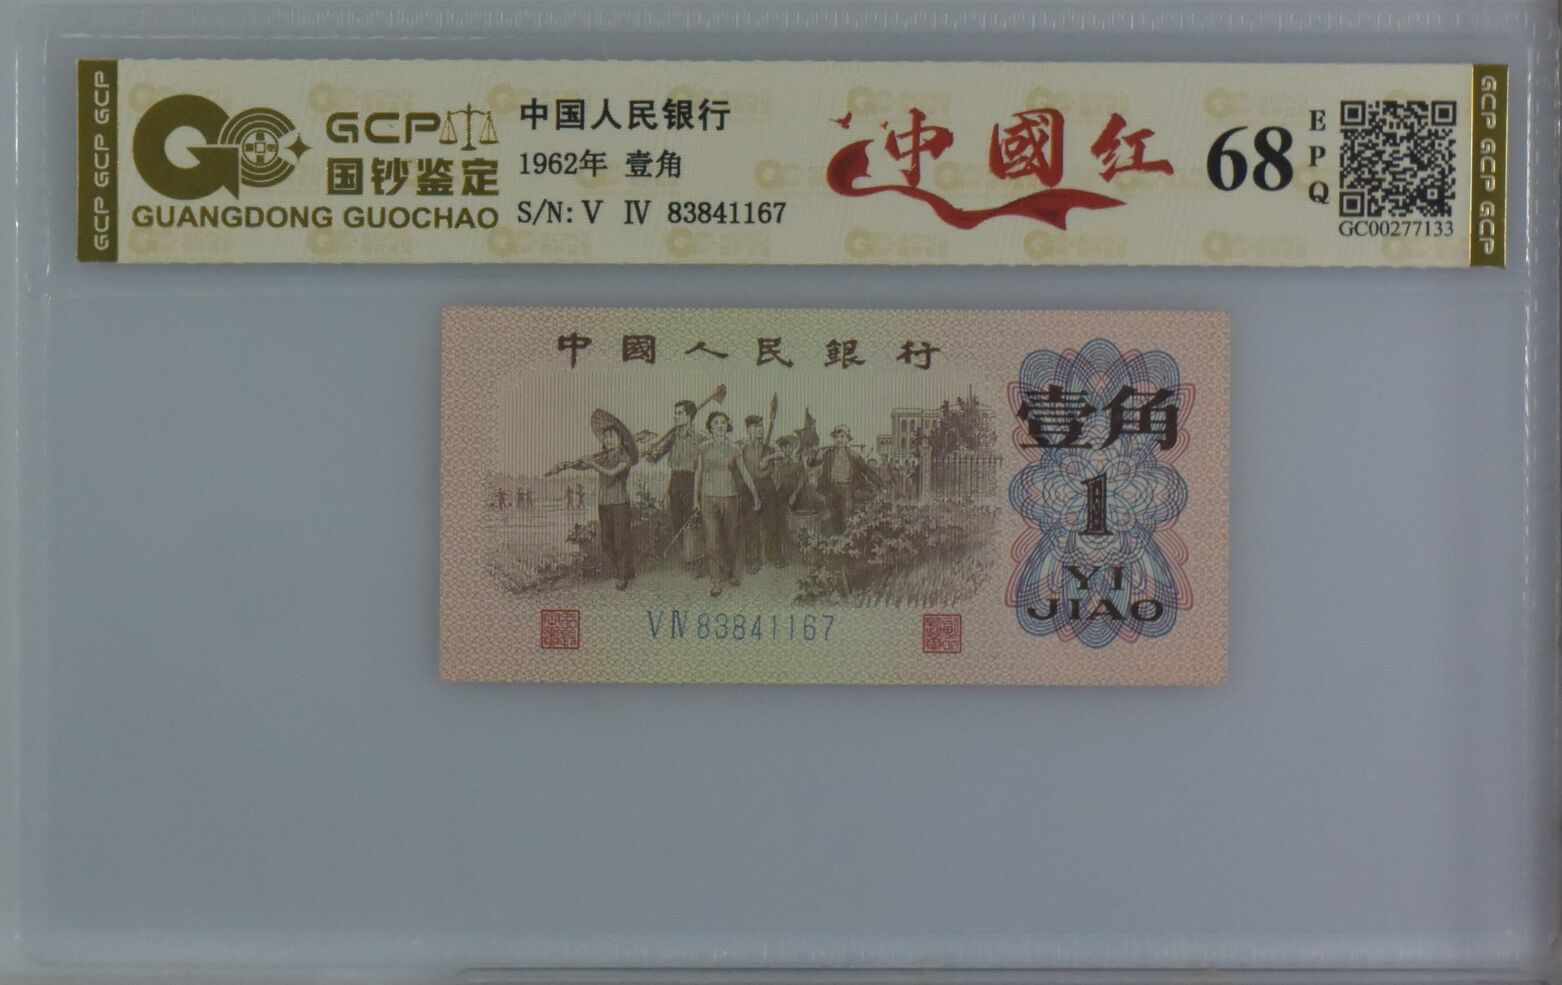 GCP GCP GCP
GCP
国钞鉴定
GUANGDONG GUOCHAO
中国人民银行
1962年 壹角
S/N: V Ⅳ 83841167
中國红
68
EPQ
GC00277133
GCP GCP GCP
中國人民銀行
壹角
1
YI
JIAO
V Ⅳ 83841167